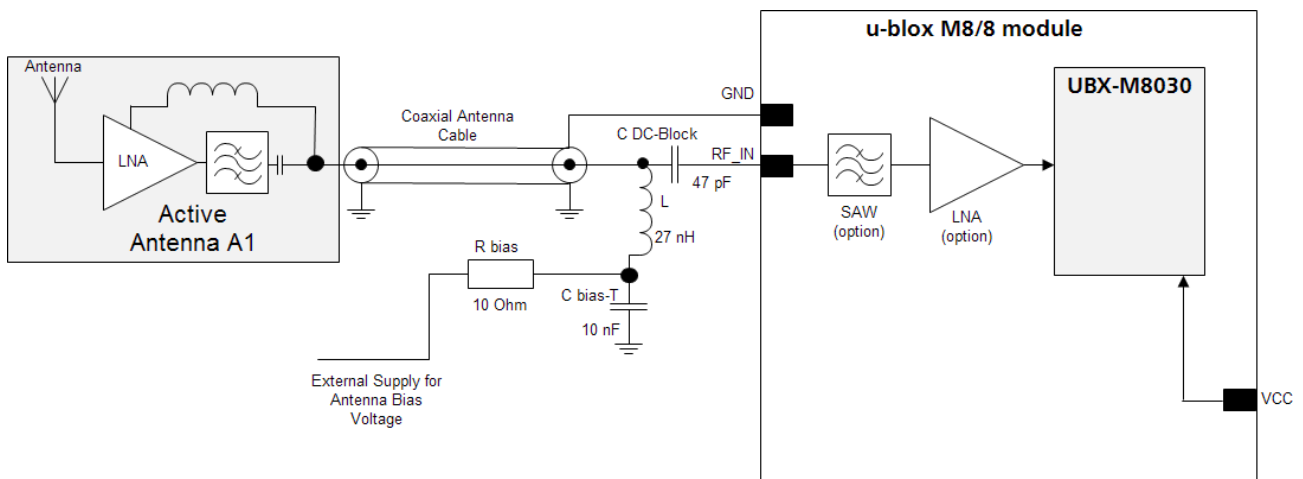 u-blox M8/8 module
Antenna
UBX-M8030
GND
Coaxial Antenna
Cable
C DC-Block
LNA
RF_IN
47 pF
L
SAW
(option)
LNA
(option)
Active
Antenna A1
27 nH
R bias
10 Ohm
C bias-T
10 nF
External Supply for
Antenna Bias
Voltage
VCC